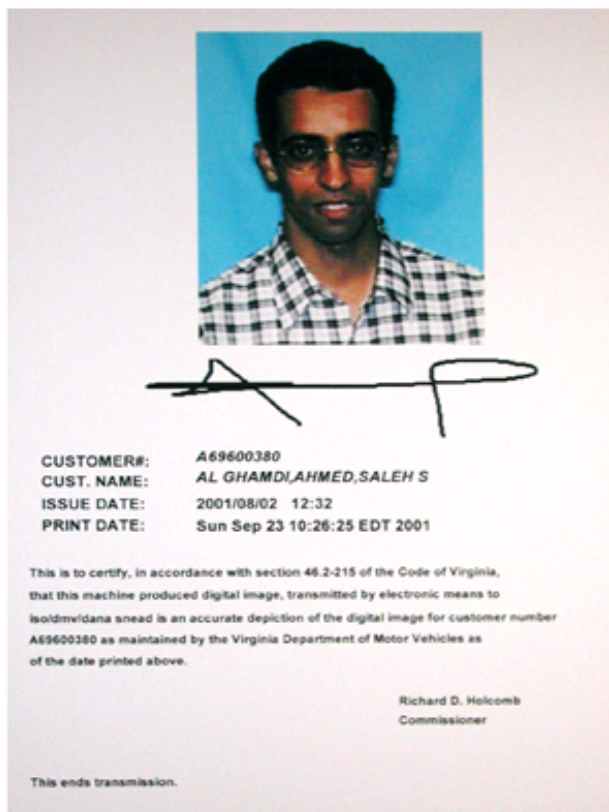 CUSTOMER#: A69600380
CUST. NAME: AL GHAMDI,AHMED,SALEH S
ISSUE DATE: 2001/08/02 12:32
PRINT DATE: Sun Sep 23 10:26:25 EDT 2001
This is to certify, in accordance with section 46.2-215 of the Code of Virginia,
that this machine produced digital image, transmitted by electronic means to
iso/dmv/dana snead is an accurate depiction of the digital image for customer number
A69600380 as maintained by the Virginia Department of Motor Vehicles as
of the date printed above.
Richard D. Holcomb
Commissioner
This ends transmission.